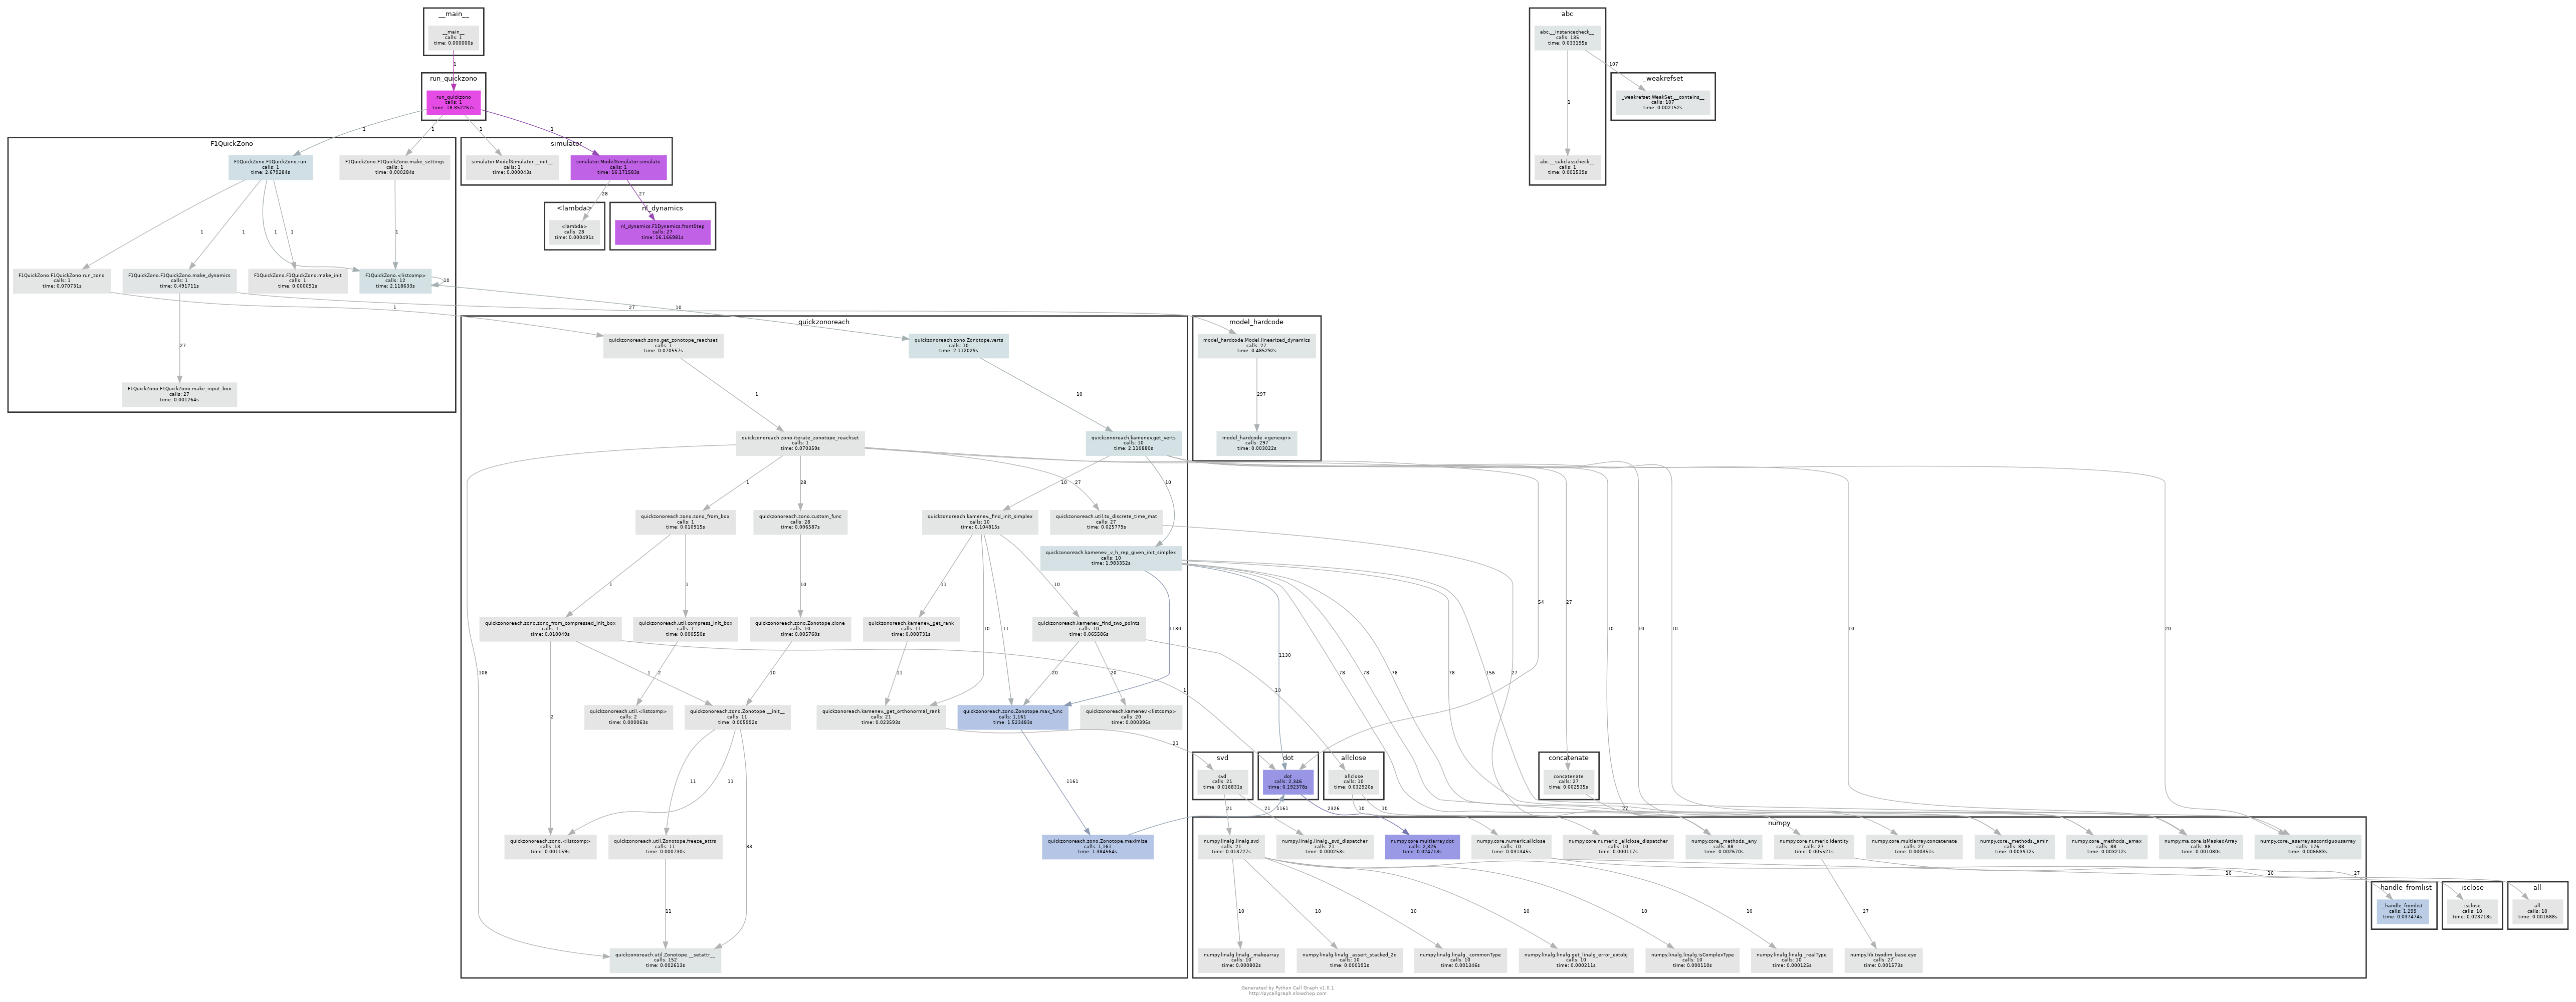 __main__
__main__
calls: 1
time: 0.000000s
1
run_quickzono
run_quickzono
calls: 1
time: 18.852267s
1
1
1
1
abc
abc.__instancecheck__
calls: 135
time: 0.033195s
107
1
abc.__subclasscheck__
calls: 1
time: 0.001539s
_weakrefset
_weakrefset.WeakSet.__contains__
calls: 107
time: 0.002152s
F1QuickZono
F1QuickZono.F1QuickZono.run
calls: 1
time: 2.679284s
F1QuickZono.F1QuickZono.make_settings
calls: 1
time: 0.000284s
1
1
1
1
1
F1QuickZono.F1QuickZono.run_zono
calls: 1
time: 0.070731s
F1QuickZono.F1QuickZono.make_dynamics
calls: 1
time: 0.491711s
F1QuickZono.F1QuickZono.make_init
calls: 1
time: 0.000091s
F1QuickZono.<listcomp>
calls: 12
time: 2.118633s
10
1
27
10
27
F1QuickZono.F1QuickZono.make_input_box
calls: 27
time: 0.001264s
simulator
simulator.ModelSimulator.__init__
calls: 1
time: 0.000043s
simulator.ModelSimulator.simulate
calls: 1
time: 16.171583s
28
27
<lambda>
<lambda>
calls: 28
time: 0.000491s
nl_dynamics
nl_dynamics.F1Dynamics.frontStep
calls: 27
time: 16.166981s
quickzonoreach
quickzonoreach.zono.get_zonotope_reachset
calls: 1
time: 0.070557s
quickzonoreach.zono.Zonotope.verts
calls: 10
time: 2.112029s
1
10
quickzonoreach.zono.iterate_zonotope_reachset
calls: 1
time: 0.070359s
quickzonoreach.kamenev.get_verts
calls: 10
time: 2.110880s
1
28
27
10
10
quickzonoreach.zono.zono_from_box
calls: 1
time: 0.010915s
quickzonoreach.zono.custom_func
calls: 28
time: 0.006587s
quickzonoreach.kamenev._find_init_simplex
calls: 10
time: 0.104815s
quickzonoreach.util.to_discrete_time_mat
calls: 27
time: 0.025779s
quickzonoreach.kamenev._v_h_rep_given_init_simplex
calls: 10
time: 1.983352s
1
1
10
11
10
quickzonoreach.zono.zono_from_compressed_init_box
calls: 1
time: 0.010049s
quickzonoreach.util.compress_init_box
calls: 1
time: 0.000550s
quickzonoreach.zono.Zonotope.clone
calls: 10
time: 0.005760s
quickzonoreach.kamenev._get_rank
calls: 11
time: 0.008731s
quickzonoreach.kamenev._find_two_points
calls: 10
time: 0.065586s
10
11
1130
1130
54
27
10
10
10
10
20
108
1
2
10
11
20
20
78
78
78
78
156
27
2
10
1
quickzonoreach.util.<listcomp>
calls: 2
time: 0.000063s
quickzonoreach.zono.Zonotope.__init__
calls: 11
time: 0.005992s
quickzonoreach.kamenev._get_orthonormal_rank
calls: 21
time: 0.023593s
quickzonoreach.zono.Zonotope.max_func
calls: 1,161
time: 1.523483s
quickzonoreach.kamenev.<listcomp>
calls: 20
time: 0.000395s
21
11
11
33
1161
quickzonoreach.zono.<listcomp>
calls: 13
time: 0.001159s
quickzonoreach.util.Zonotope.freeze_attrs
calls: 11
time: 0.000730s
quickzonoreach.zono.Zonotope.maximize
calls: 1,161
time: 1.384564s
11
quickzonoreach.util.Zonotope.__setattr__
calls: 152
time: 0.002613s
model_hardcode
model_hardcode.Model.linearized_dynamics
calls: 27
time: 0.485292s
297
model_hardcode.<genexpr>
calls: 297
time: 0.003022s
svd
svd
calls: 21
time: 0.016831s
dot
dot
calls: 2,346
time: 0.192378s
allclose
allclose
calls: 10
time: 0.032920s
concatenate
concatenate
calls: 27
time: 0.002535s
21
21
1161
2326
10
10
27
numpy
numpy.linalg.linalg.svd
calls: 21
time: 0.013727s
numpy.linalg.linalg._svd_dispatcher
calls: 21
time: 0.000253s
numpy.core.multiarray.dot
calls: 2,326
time: 0.024713s
numpy.core.numeric.allclose
calls: 10
time: 0.031345s
numpy.core.numeric._allclose_dispatcher
calls: 10
time: 0.000117s
numpy.core._methods._any
calls: 88
time: 0.002670s
numpy.core.numeric.identity
calls: 27
time: 0.005521s
numpy.core.multiarray.concatenate
calls: 27
time: 0.000351s
numpy.core._methods._amin
calls: 88
time: 0.003912s
numpy.core._methods._amax
calls: 88
time: 0.003212s
numpy.ma.core.isMaskedArray
calls: 88
time: 0.001080s
numpy.core._asarray.ascontiguousarray
calls: 176
time: 0.006683s
10
10
27
10
10
10
10
10
10
27
numpy.linalg.linalg._makearray
calls: 10
time: 0.000802s
numpy.linalg.linalg._assert_stacked_2d
calls: 10
time: 0.000191s
numpy.linalg.linalg._commonType
calls: 10
time: 0.001346s
numpy.linalg.linalg.get_linalg_error_extobj
calls: 10
time: 0.000211s
numpy.linalg.linalg.isComplexType
calls: 10
time: 0.000110s
numpy.linalg.linalg._realType
calls: 10
time: 0.000125s
numpy.lib.twodim_base.eye
calls: 27
time: 0.001573s
_handle_fromlist
_handle_fromlist
calls: 1,299
time: 0.037474s
isclose
isclose
calls: 10
time: 0.023718s
all
all
calls: 10
time: 0.001688s
Generated by Python Call Graph v1.0.1
http://pycallgraph.slowchop.com